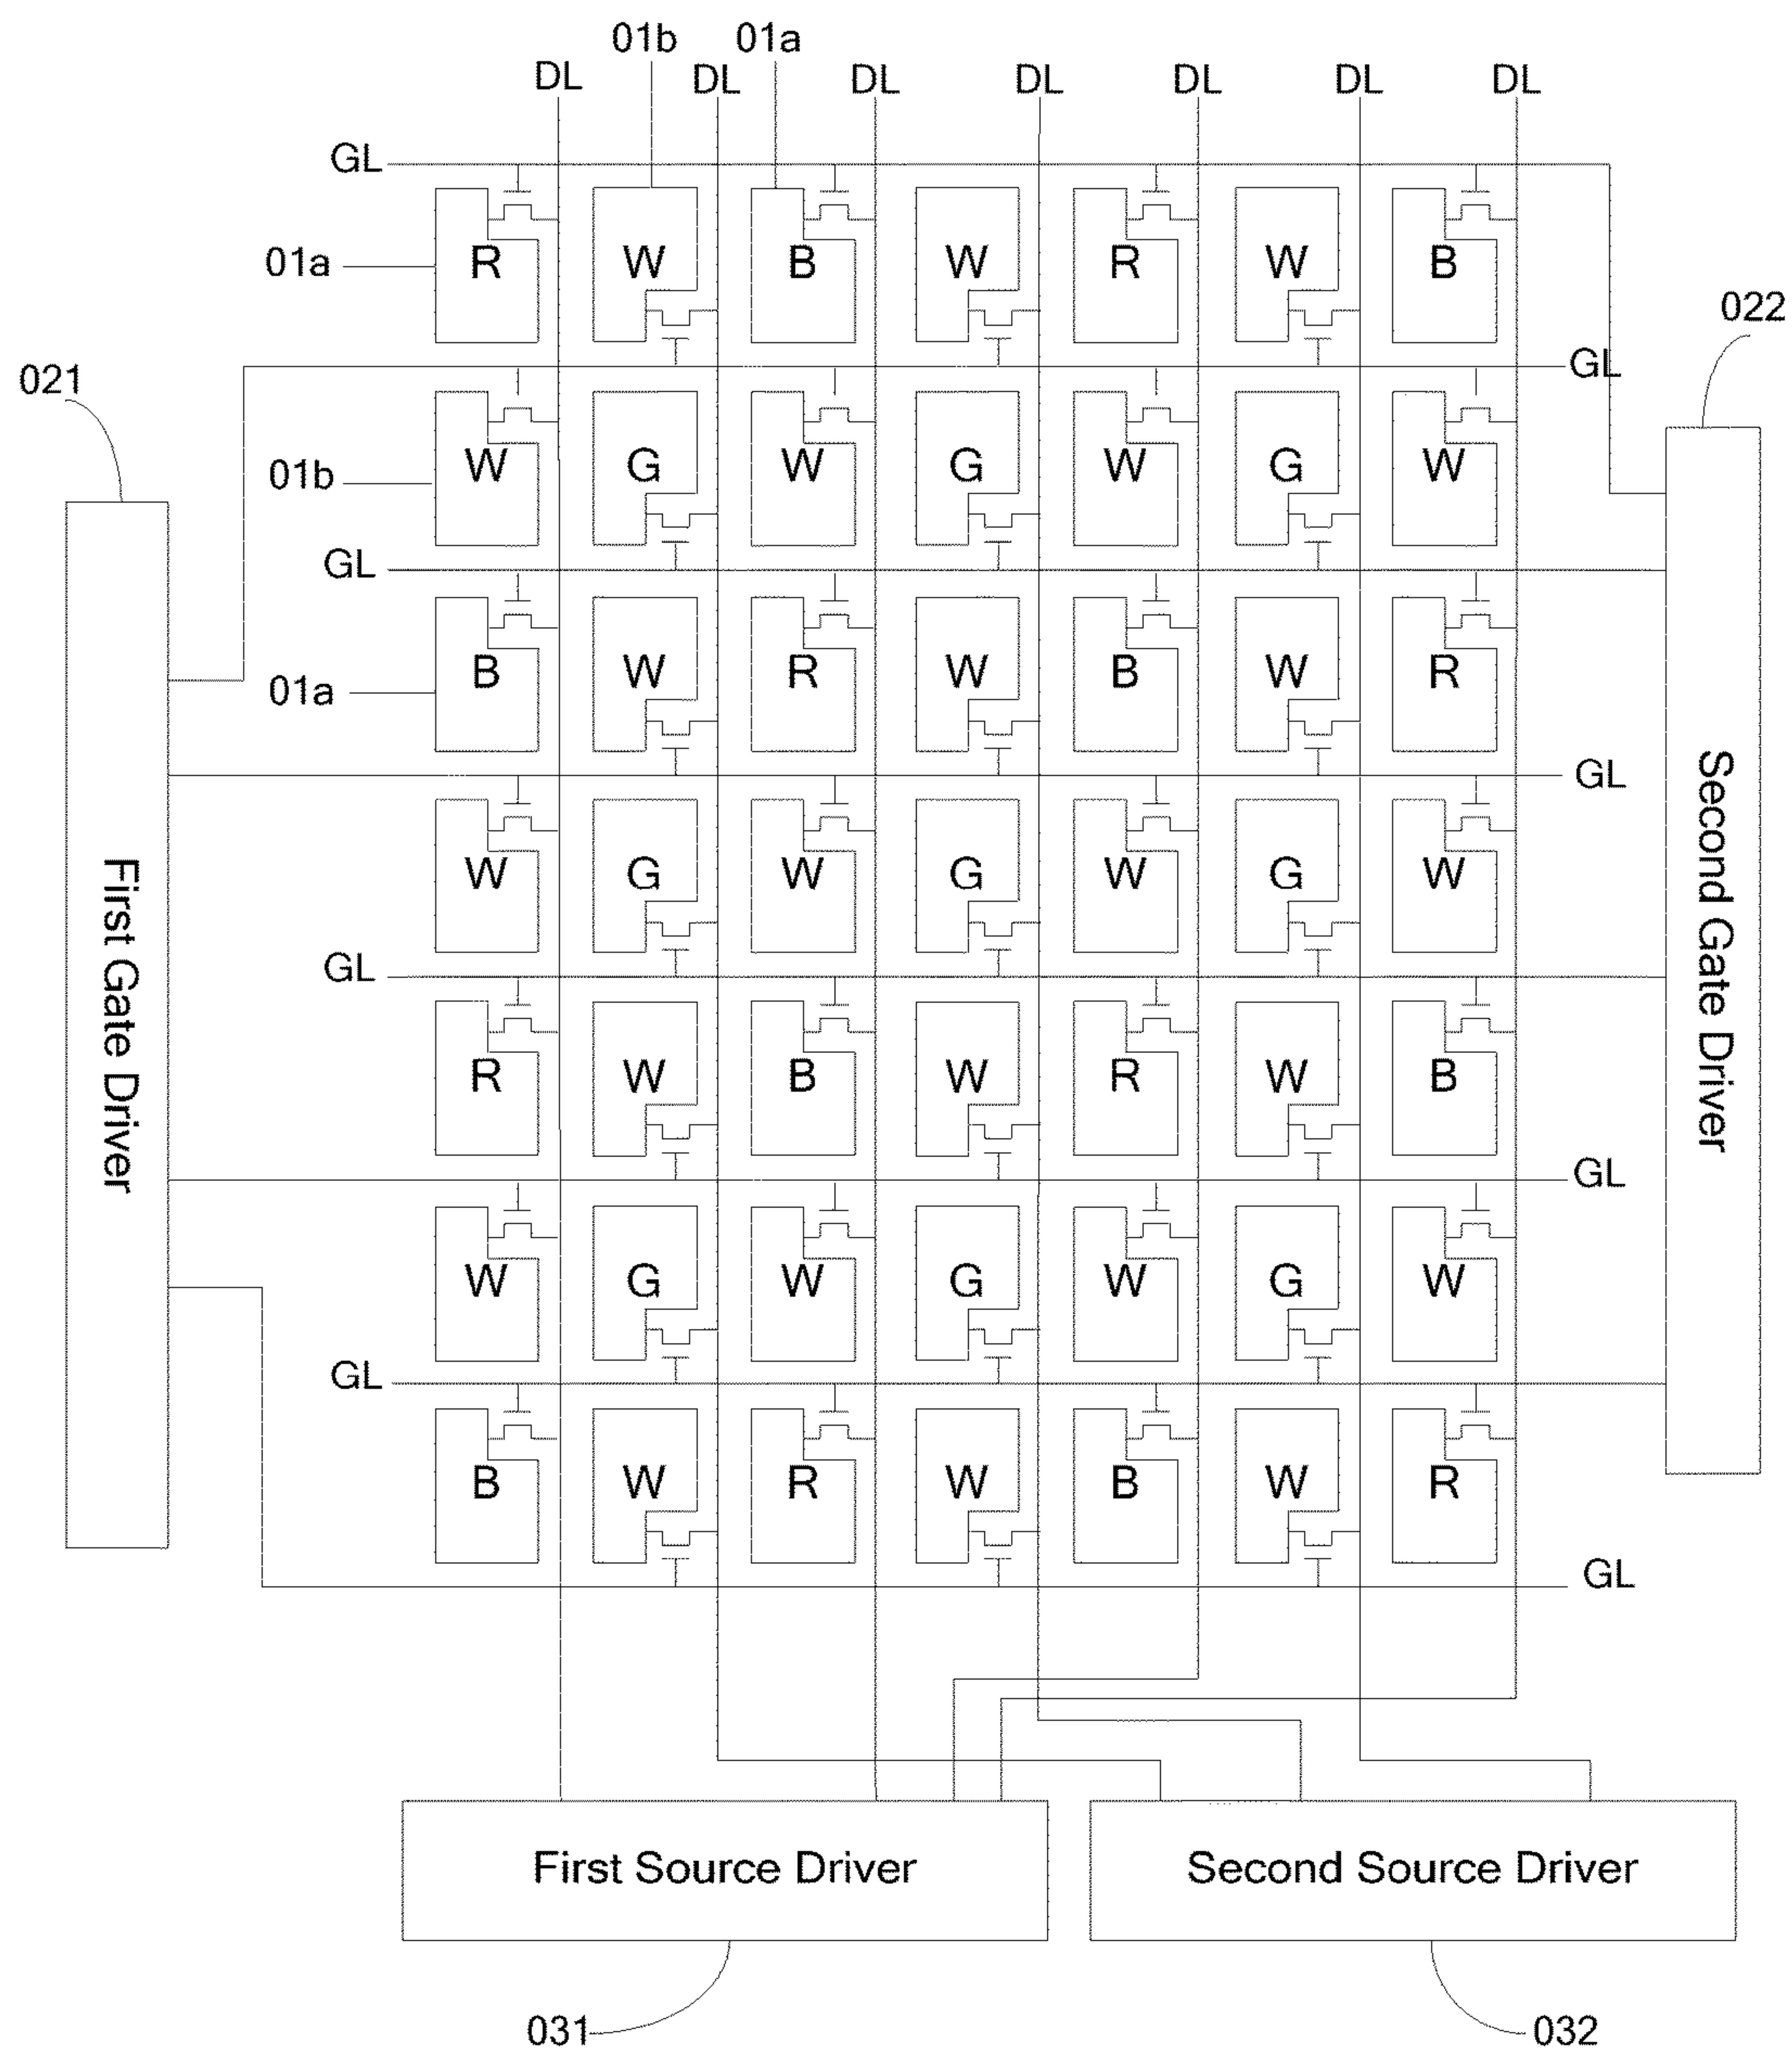 01b 01a
DL DL DL DL DL DL DL
GL
R W B W R W B
01a
022
GL
021
W G W G W G W
01b
GL
B W R W B W R
01a
GL
W G W G W G W
Second Gate Driver
First Gate Driver
GL
R W B W R W B
GL
W G W G W G W
GL
B W R W B W R
GL
First Source Driver Second Source Driver
031 032